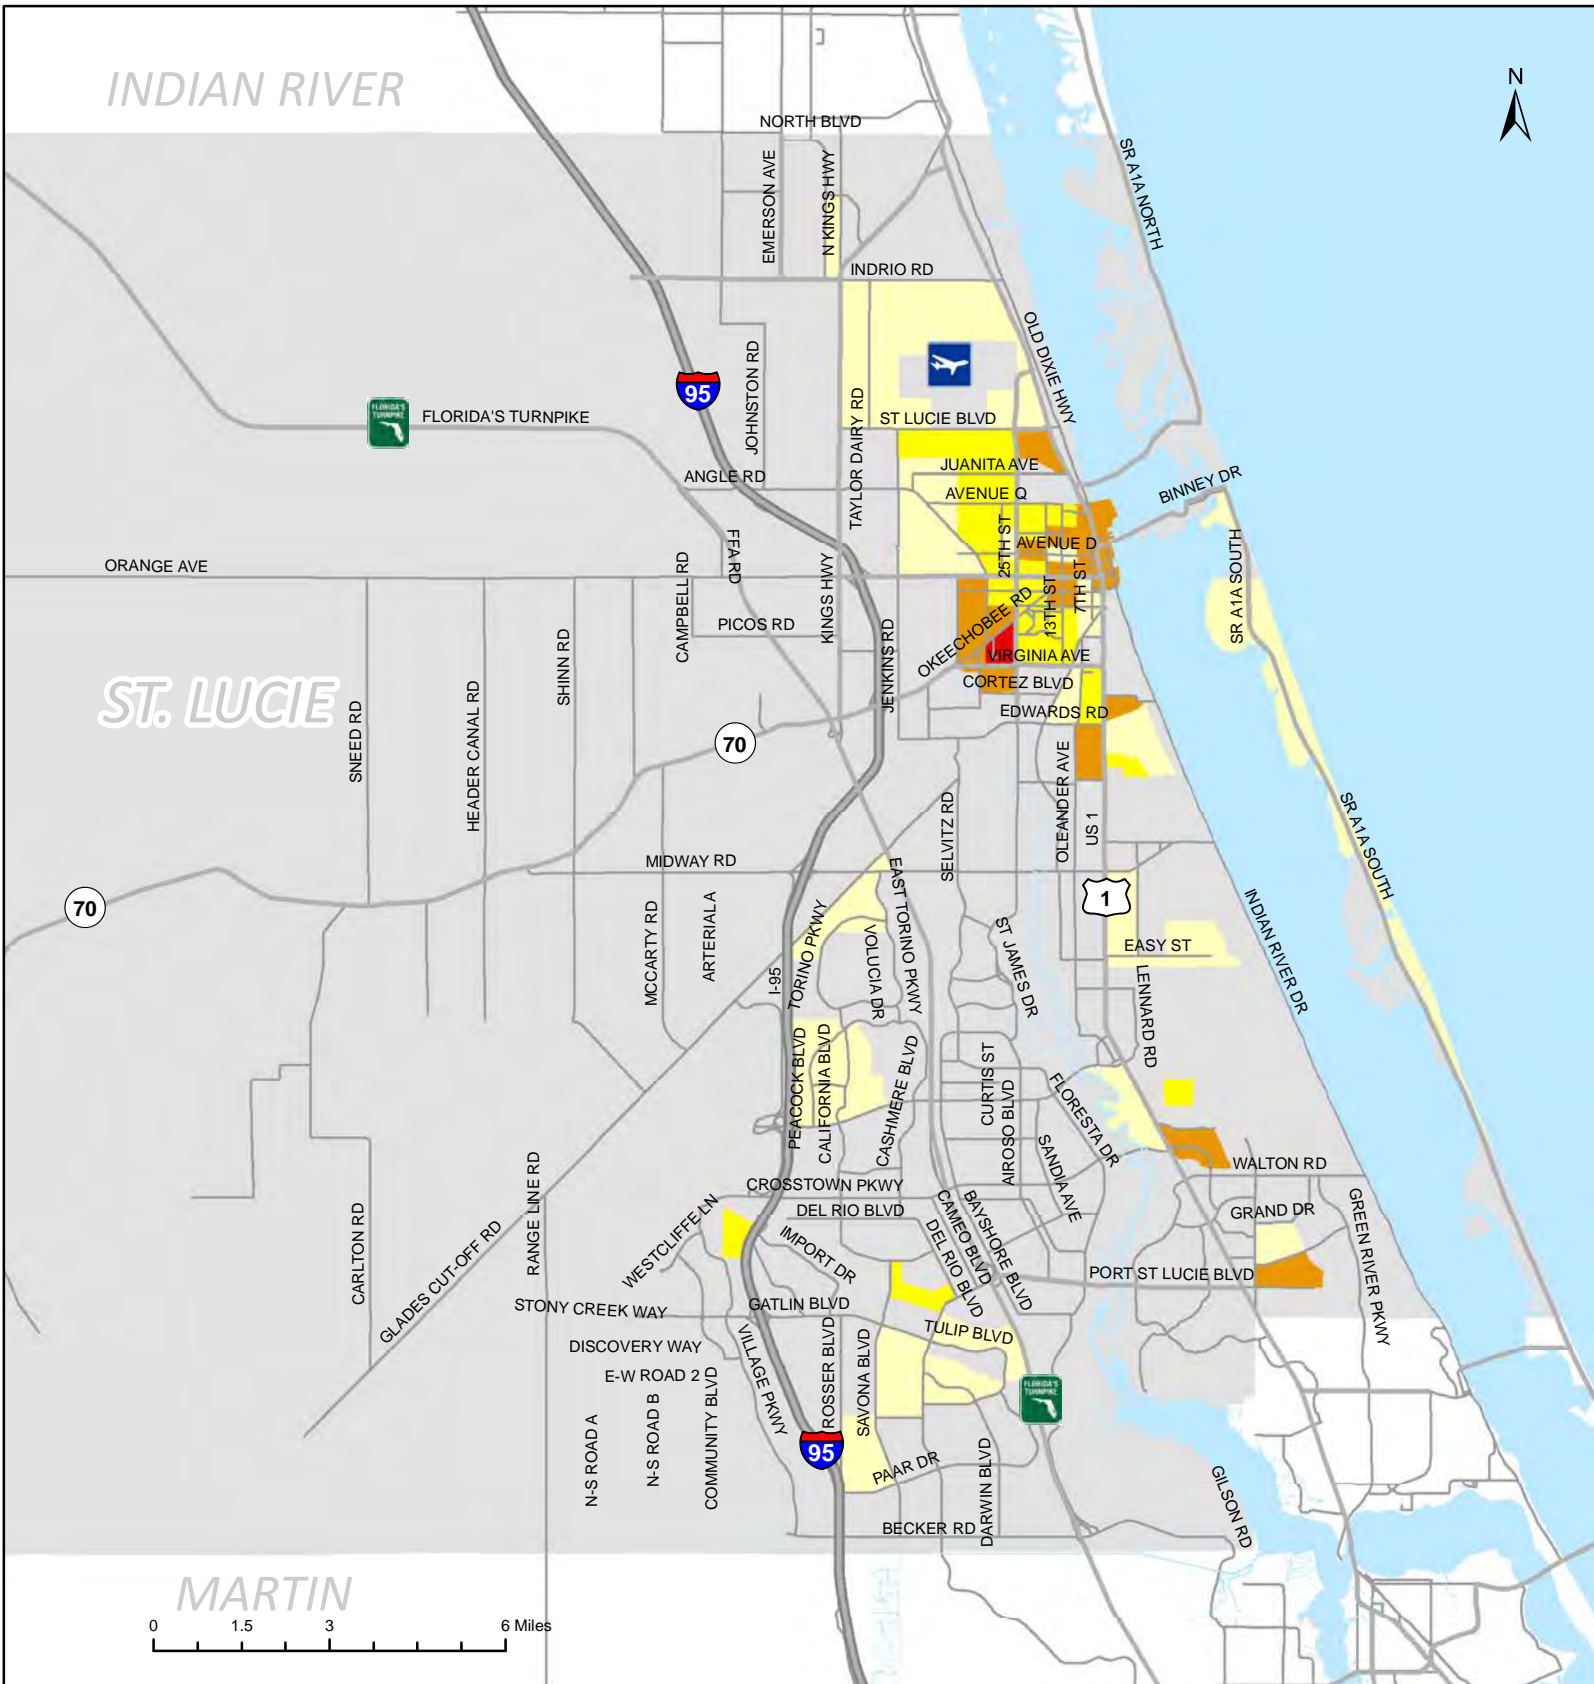 INDIAN RIVER
N
NORTH BLVD
SR A1A NORTH
EMERSON AVE
N KINGS HWY
INDRIO RD
OLD DIXIE HWY
JOHNSTON RD
95
FLORIDA'S
TURNPIKE
FLORIDA'S TURNPIKE
TAYLOR DAIRY RD
ST LUCIE BLVD
JUANITA AVE
ANGLE RD
AVENUE Q
BINNEY DR
25TH ST
AVENUE D
FFA RD
ORANGE AVE
CAMPBELL RD
KINGS HWY
13TH ST
7TH ST
SR A1A SOUTH
PICOS RD
OKEECHOBEE RD
SHINN RD
JENKINS RD
VIRGINIA AVE
CORTEZ BLVD
ST. LUCIE
EDWARDS RD
SNEED RD
HEADER CANAL RD
70
OLEANDER AVE
US 1
SELVITZ RD
SR A1A SOUTH
MIDWAY RD
70
1
EAST TORINO PKWY
MCCARTY RD
ARTERIAL A
TORINO PKWY
VOLUCIA DR
ST JAMES DR
EASY ST
INDIAN RIVER DR
I-95
LENNARD RD
PEACOCK BLVD
CALIFORNIA BLVD
CASHMERE BLVD
CURTIS ST
AIROSO BLVD
FLORESTA DR
SANDIA AVE
WALTON RD
CROSSTOWN PKWY
DEL RIO BLVD
WESTCLIFFE LN
RANGE LINE RD
CARLTON RD
GLADES CUT-OFF RD
IMPORT DR
CAMEO BLVD
DEL RIO BLVD
BAYSHORE BLVD
GRAND DR
GREEN RIVER PKWY
PORT ST LUCIE BLVD
STONY CREEK WAY
GATLIN BLVD
TULIP BLVD
DISCOVERY WAY
E-W ROAD 2
VILLAGE PKWY
ROSSER BLVD
SAVONA BLVD
FLORIDA'S
TURNPIKE
N-S ROAD A
N-S ROAD B
COMMUNITY BLVD
95
PAAR DR
DARWIN BLVD
GILSON RD
BECKER RD
MARTIN
0 1.5 3 6 Miles